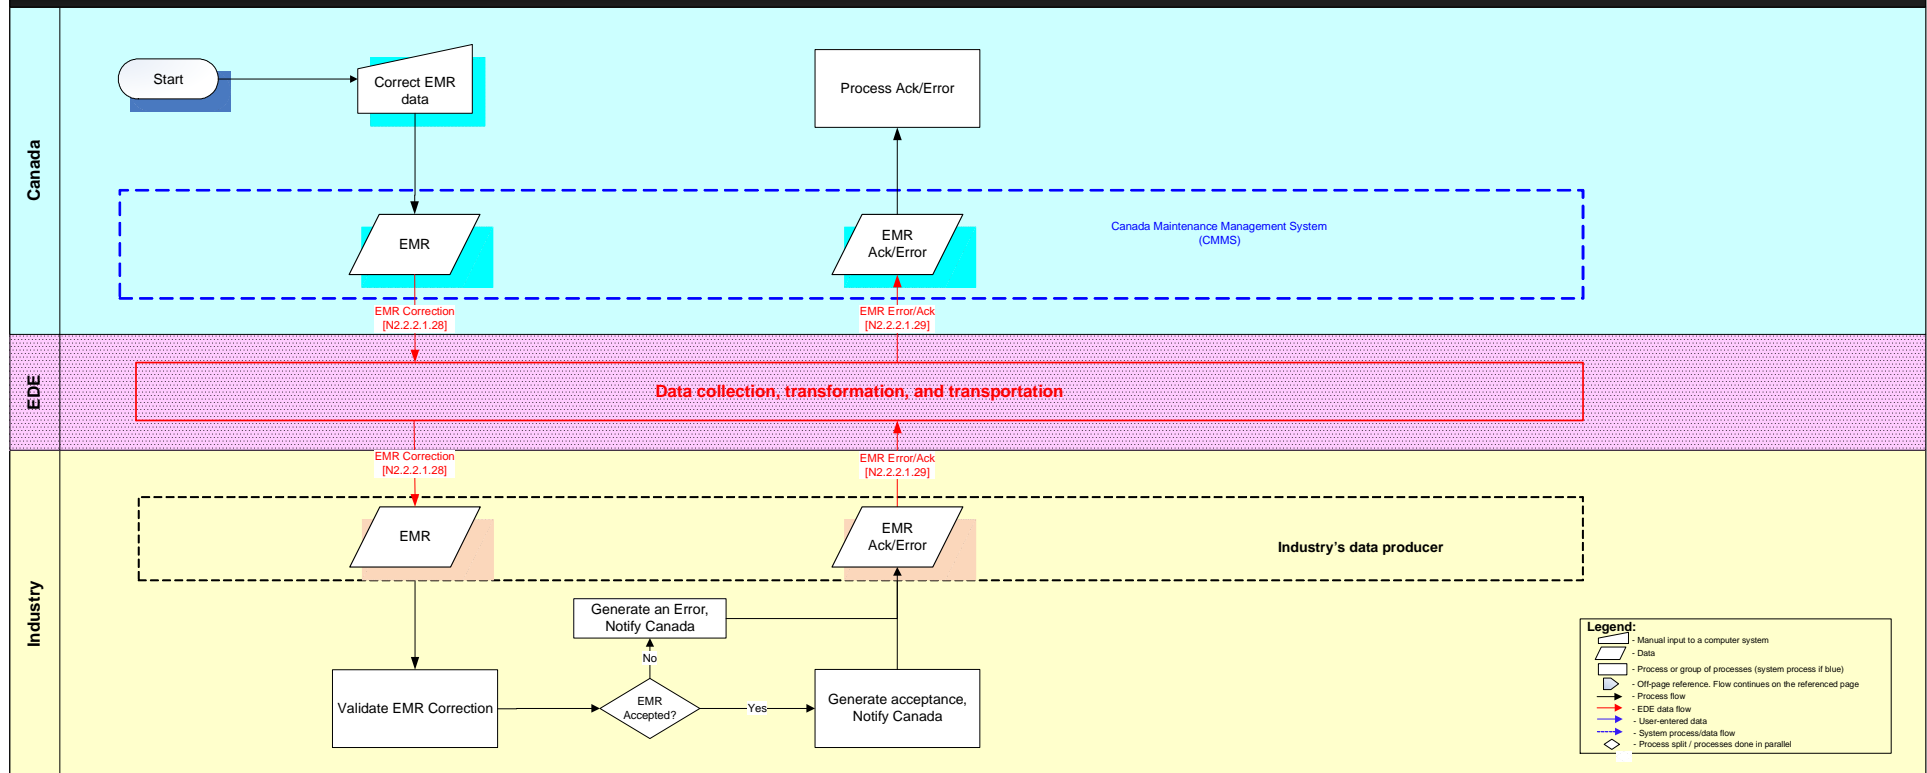 Canada
Start
Correct EMR
data
Process Ack/Error
EMR
EMR
Ack/Error
Canada Maintenance Management System
(CMMS)
EMR Correction
[N2.2.2.1.28]
EMR Error/Ack
[N2.2.2.1.29]
EDE
Data collection, transformation, and transportation
EMR Correction
[N2.2.2.1.28]
EMR Error/Ack
[N2.2.2.1.29]
Industry
EMR
EMR
Ack/Error
Industry’s data producer
Generate an Error,
Notify Canada
No
Validate EMR Correction
EMR
Accepted?
Yes
Generate acceptance,
Notify Canada
Legend:
- Manual input to a computer system
- Data
- Process or group of processes (system process if blue)
- Off-page reference. Flow continues on the referenced page
- Process flow
- EDE data flow
- User-entered data
- System process/data flow
- Process split / processes done in parallel